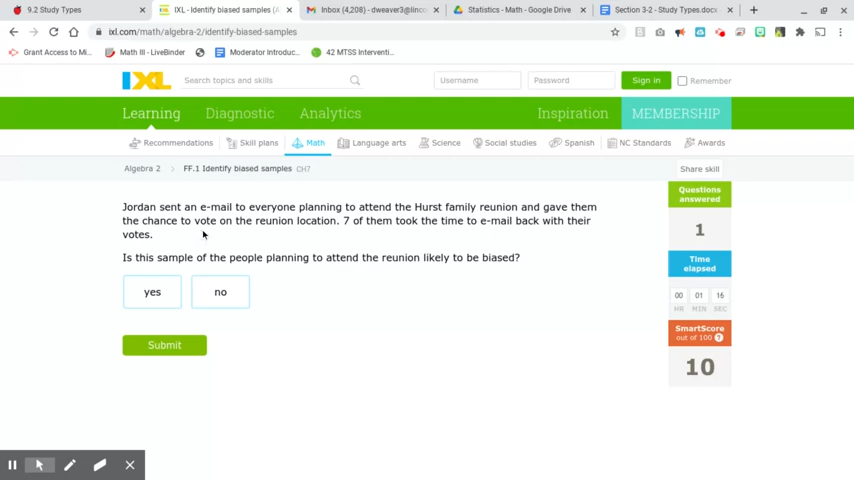 9.2 Study Types
IXL - Identify biased samples (A
Inbox (4,208) - dweaver3@linco
Statistics - Math - Google Drive
Section 3-2 - Study Types.docx
ixl.com/math/algebra-2/identify-biased-samples
Grant Access to Mi...
Math III - LiveBinder
Moderator Introduc...
42 MTSS Interventi...
IXL
Search topics and skills
Username
Password
Sign in
Remember
Learning
Diagnostic
Analytics
Inspiration
MEMBERSHIP
Recommendations
Skill plans
Math
Language arts
Science
Social studies
Spanish
NC Standards
Awards
Algebra 2
FF.1 Identify biased samples CH7
Share skill
Jordan sent an e-mail to everyone planning to attend the Hurst family reunion and gave them
the chance to vote on the reunion location. 7 of them took the time to e-mail back with their
votes.
Is this sample of the people planning to attend the reunion likely to be biased?
yes
no
Submit
Questions
answered
1
Time
elapsed
00 01 16
HR MIN SEC
SmartScore
out of 100 ?
10